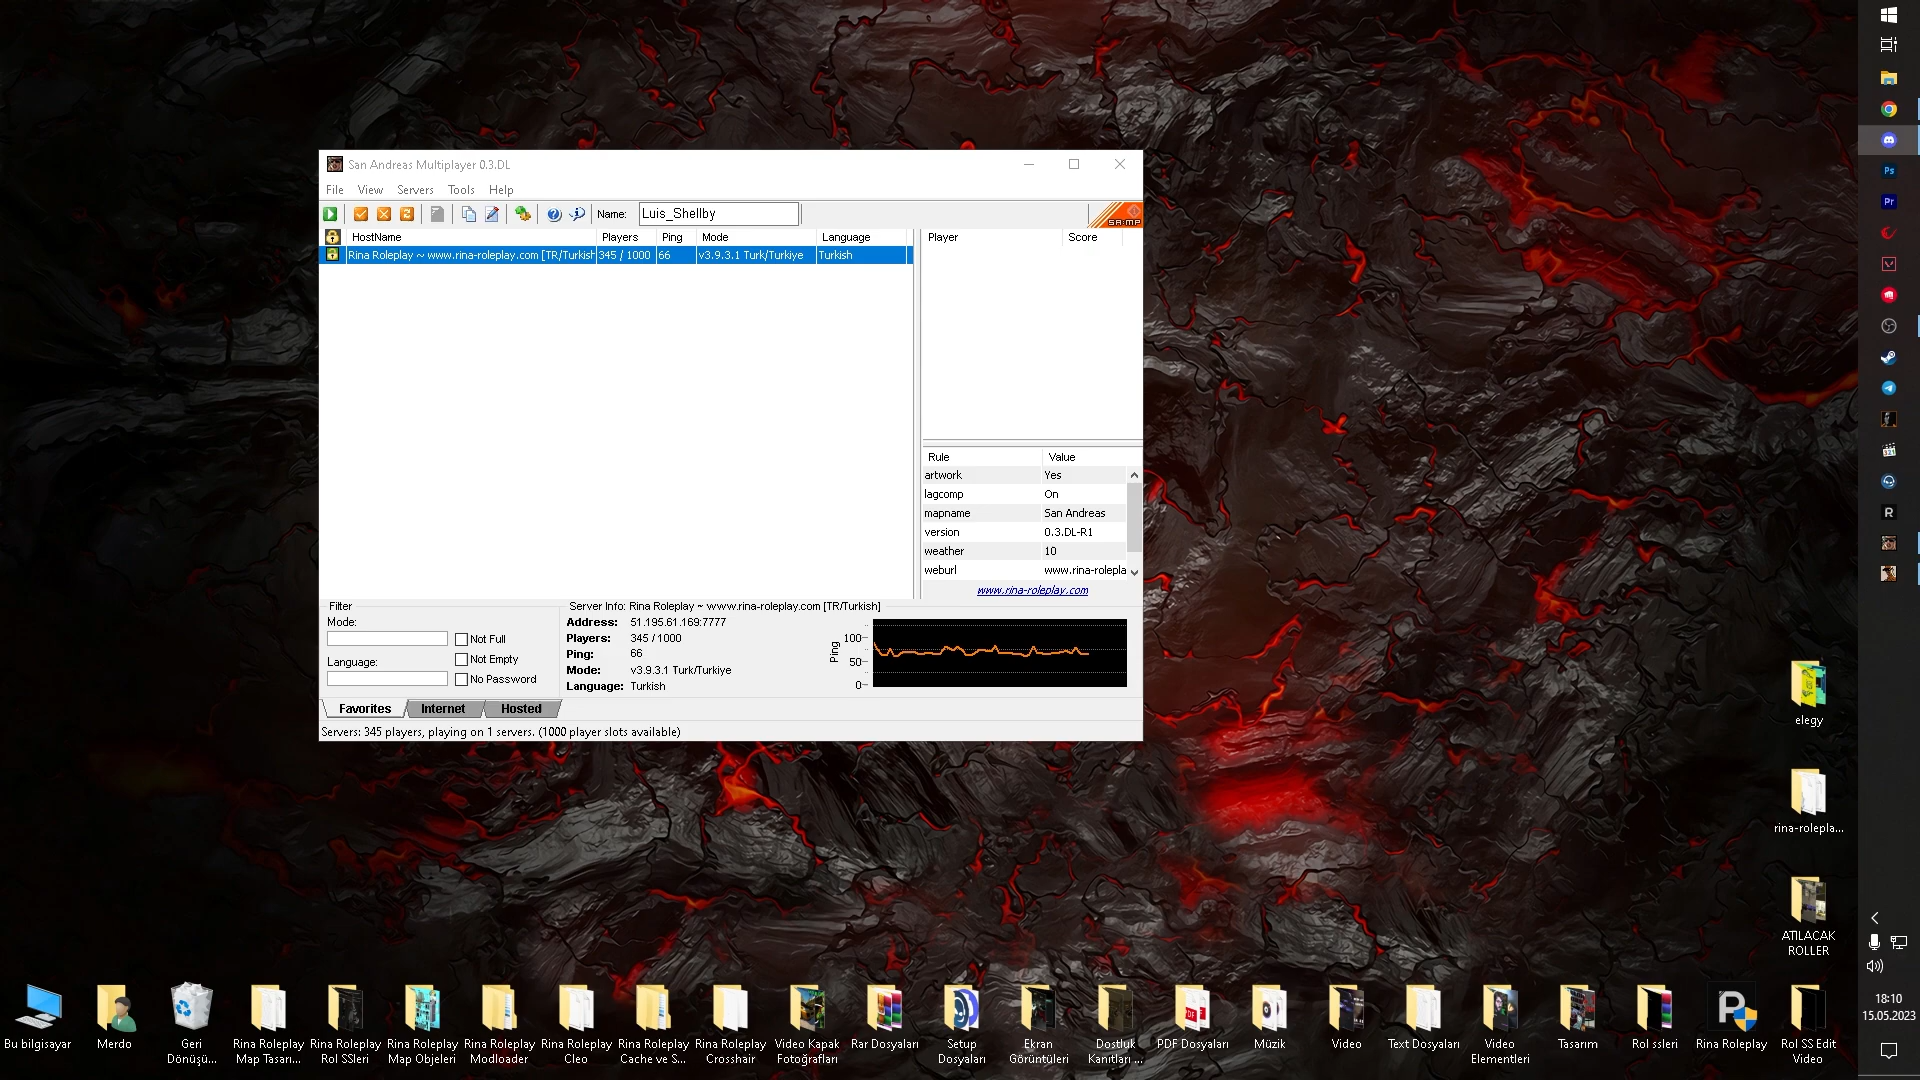 San Andreas Multiplayer 0.3.DL
File View Servers Tools Help
Name: Luis_Shellby
SA:MP
HostName Players Ping Mode Language
Rina Roleplay ~ www.rina-roleplay.com [TR/Turkish 345 / 1000 66 v3.9.3.1 Turk/Turkiye Turkish
Player Score
Rule Value
artwork Yes
lagcomp On
mapname San Andreas
version 0.3.DL-R1
weather 10
weburl www.rina-rolepla
www.rina-roleplay.com
Filter
Mode:
Not Full
Not Empty
Language:
No Password
Server Info: Rina Roleplay ~ www.rina-roleplay.com [TR/Turkish]
Address: 51.195.61.169:7777
Players: 345 / 1000
Ping: 66
Mode: v3.9.3.1 Turk/Turkiye
Language: Turkish
Ping
100
50
0
Favorites Internet Hosted
Servers: 345 players, playing on 1 servers. (1000 player slots available)
elegy
rina-rolepla...
ATILACAK
ROLLER
Bu bilgisayar
Merdo
Geri
Dönüşü...
Rina Roleplay
Map Tasarı...
Rina Roleplay
Rol SSleri
Rina Roleplay
Map Objeleri
Rina Roleplay
Modloader
Rina Roleplay
Cleo
Rina Roleplay
Cache ve S...
Rina Roleplay
Crosshair
Video Kapak
Fotoğrafları
Rar Dosyaları
Setup
Dosyaları
Ekran
Görüntüleri
Dostluk
Kanıtları ...
PDF
PDF Dosyaları
Müzik
Video
Text Dosyaları
Video
Elementleri
Tasarım
Rol ssleri
Rina Roleplay
Rol SS Edit
Video
Ps
Pr
R
18:10
15.05.2023